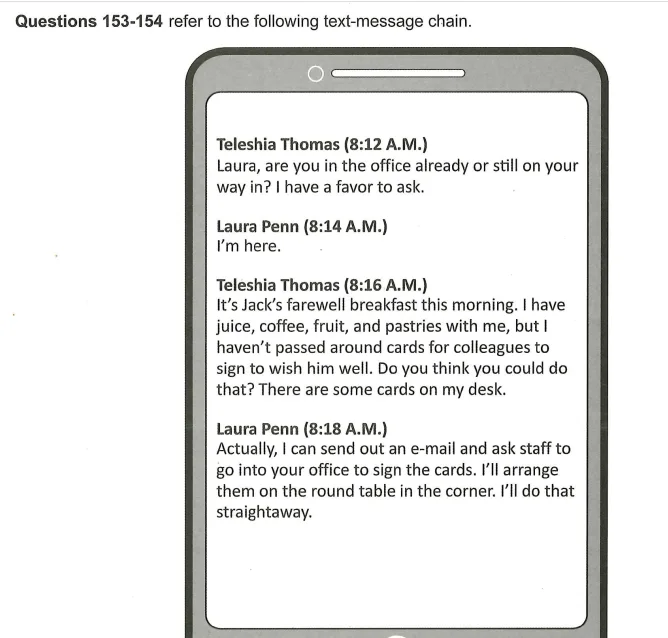 Questions 153-154 refer to the following text-message chain.
Teleshia Thomas (8:12 A.M.)
Laura, are you in the office already or still on your
way in? I have a favor to ask.
Laura Penn (8:14 A.M.)
I'm here.
Teleshia Thomas (8:16 A.M.)
It's Jack's farewell breakfast this morning. I have
juice, coffee, fruit, and pastries with me, but I
haven't passed around cards for colleagues to
sign to wish him well. Do you think you could do
that? There are some cards on my desk.
Laura Penn (8:18 A.M.)
Actually, I can send out an e-mail and ask staff to
go into your office to sign the cards. I'll arrange
them on the round table in the corner. I'll do that
straightaway.